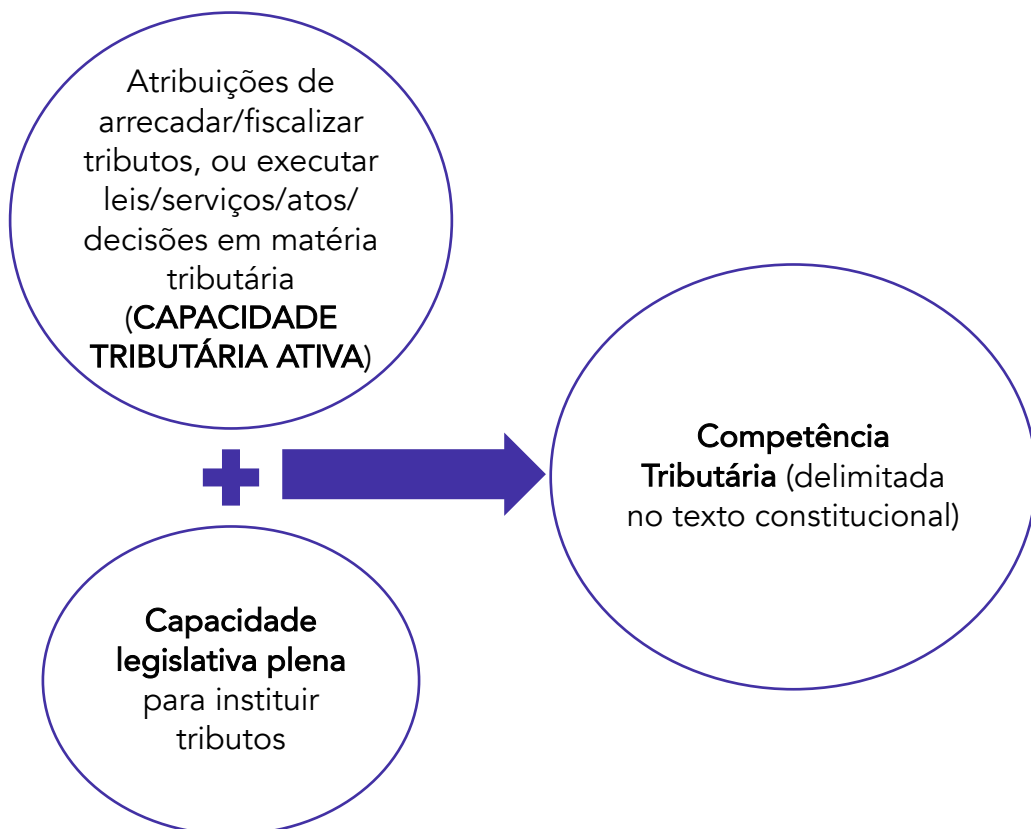 Atribuições de
arrecadar/fiscalizar
tributos, ou executar
leis/serviços/atos/
decisões em matéria
tributária
(CAPACIDADE
TRIBUTÁRIA ATIVA)
Capacidade
legislativa plena
para instituir
tributos
Competência
Tributária (delimitada
no texto constitucional)